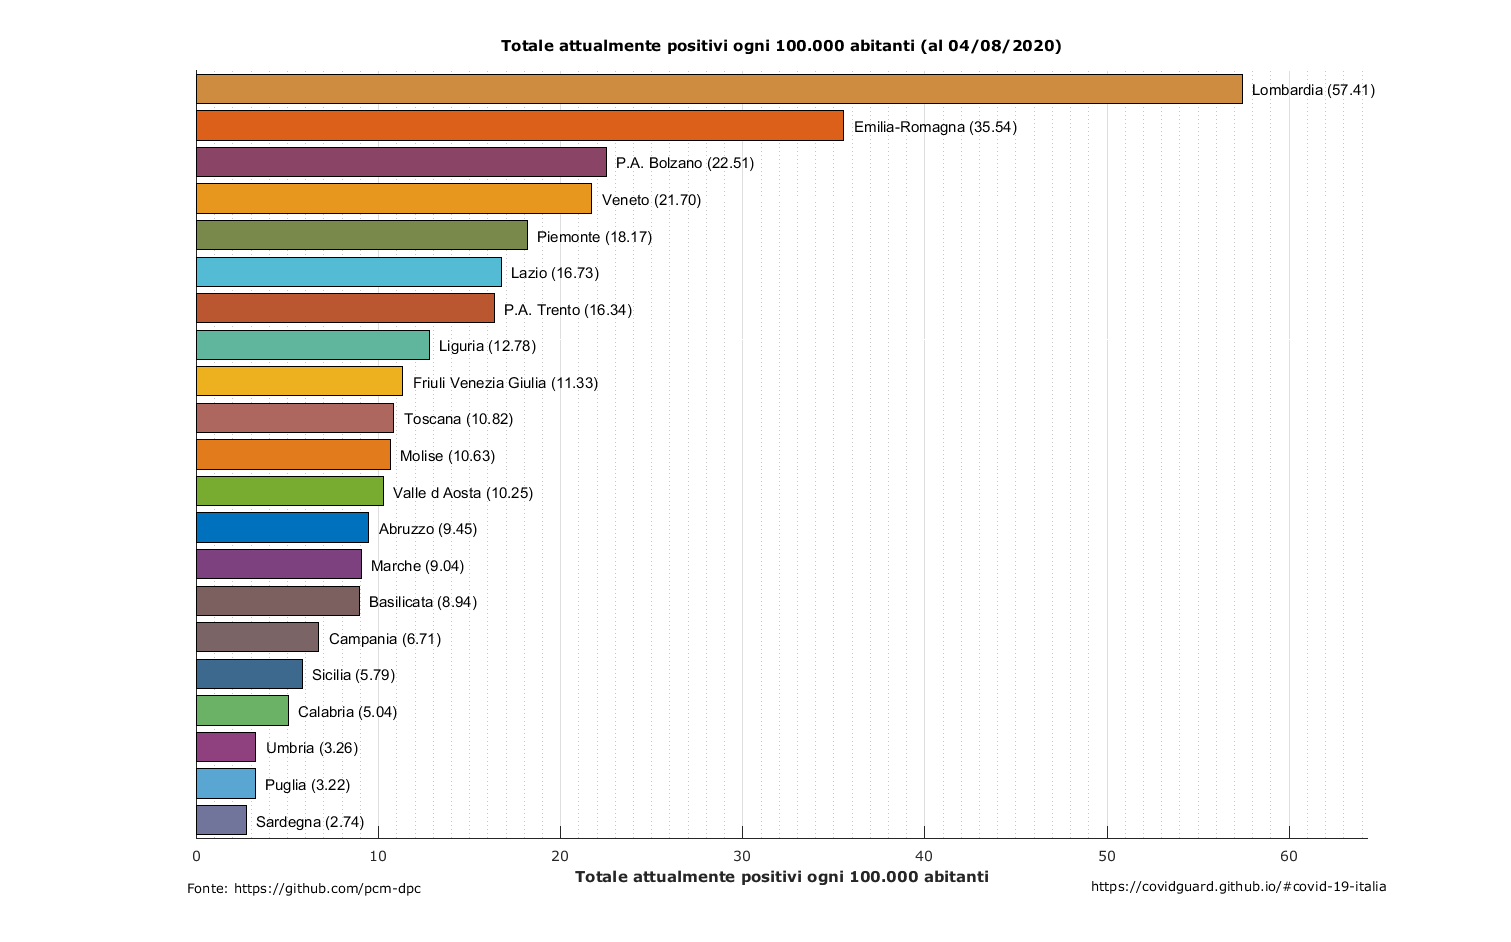 Totale attualmente positivi ogni 100.000 abitanti (al 04/08/2020)
Lombardia (57.41)
Emilia-Romagna (35.54)
P.A. Bolzano (22.51)
Veneto (21.70)
Piemonte (18.17)
Lazio (16.73)
P.A. Trento (16.34)
Liguria (12.78)
Friuli Venezia Giulia (11.33)
Toscana (10.82)
Molise (10.63)
Valle d Aosta (10.25)
Abruzzo (9.45)
Marche (9.04)
Basilicata (8.94)
Campania (6.71)
Sicilia (5.79)
Calabria (5.04)
Umbria (3.26)
Puglia (3.22)
Sardegna (2.74)
0 10 20 30 40 50 60
Totale attualmente positivi ogni 100.000 abitanti
Fonte: https://github.com/pcm-dpc
https://covidguard.github.io/#covid-19-italia